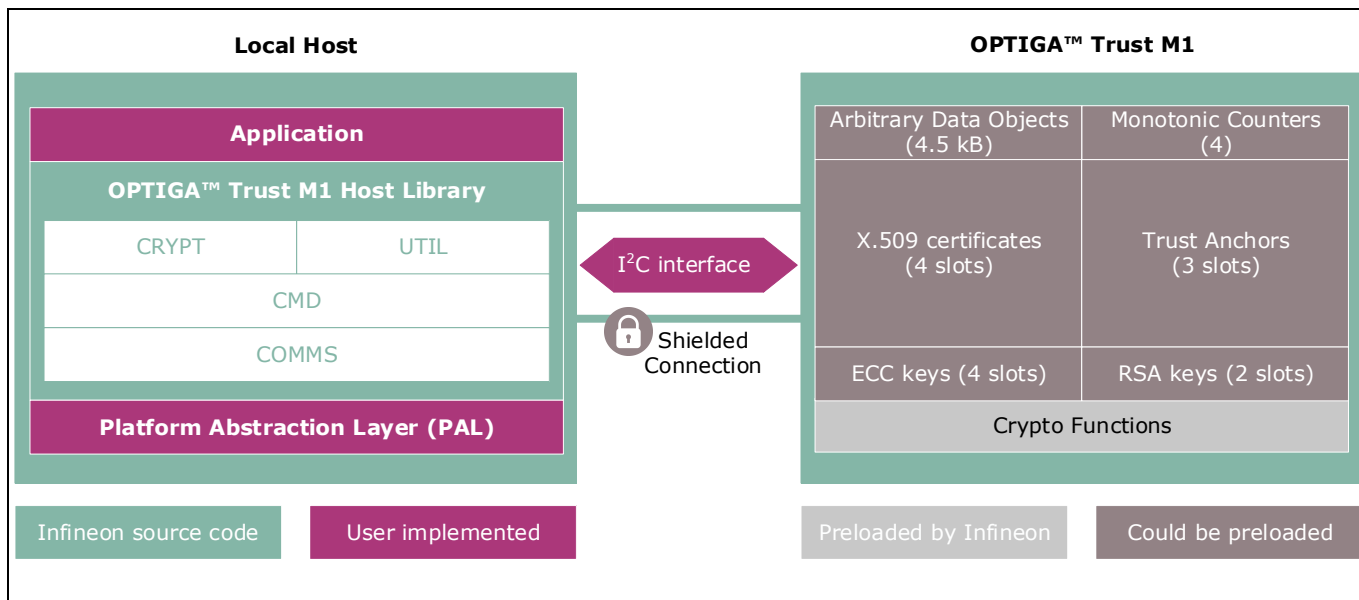 Local Host
OPTIGA™ Trust M1
Application
OPTIGA™ Trust M1 Host Library
CRYPT
UTIL
CMD
COMMS
Platform Abstraction Layer (PAL)
I²C interface
Shielded
Connection
Arbitrary Data Objects
(4.5 kB)
Monotonic Counters
(4)
X.509 certificates
(4 slots)
Trust Anchors
(3 slots)
ECC keys (4 slots)
RSA keys (2 slots)
Crypto Functions
Infineon source code
User implemented
Preloaded by Infineon
Could be preloaded